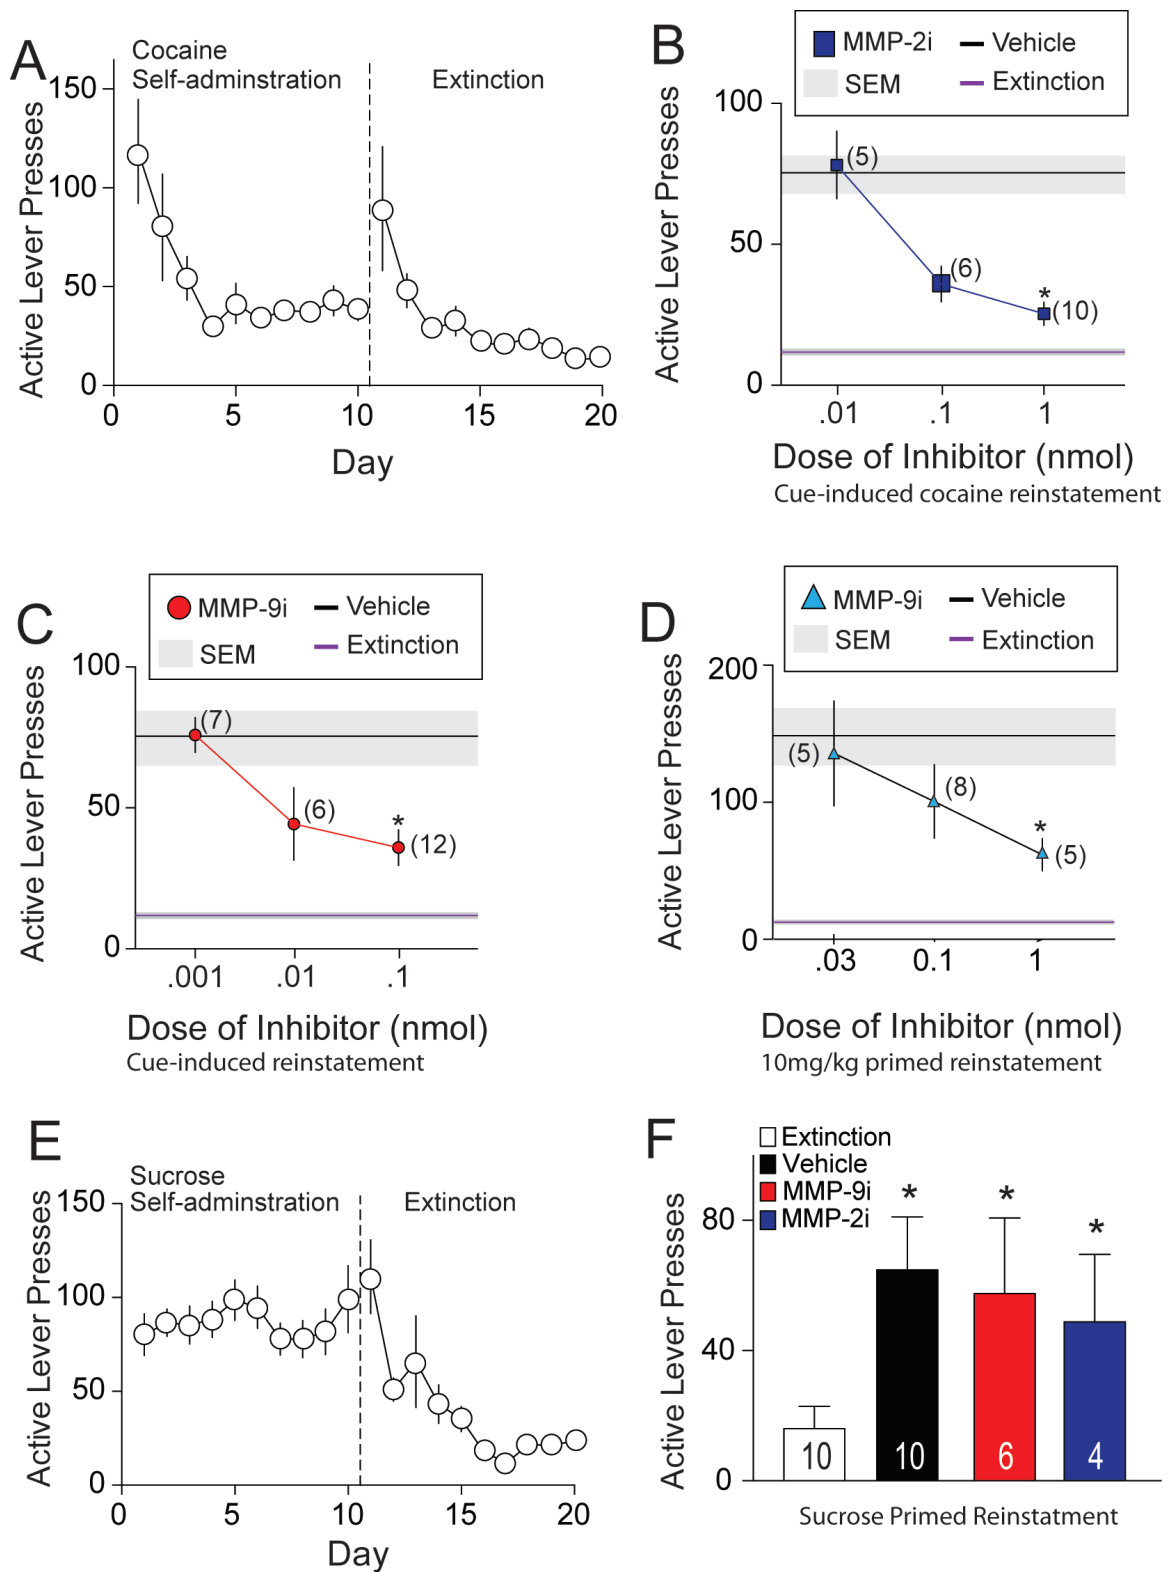 A
Cocaine
Self-adminstration
Extinction
150
100
50
0
Active Lever Presses
0
5
10
15
20
Day
B
MMP-2i
Vehicle
SEM
Extinction
100
50
0
Active Lever Presses
(5)
(6)
*
(10)
.01
.1
1
Dose of Inhibitor (nmol)
Cue-induced cocaine reinstatement
C
MMP-9i
Vehicle
SEM
Extinction
100
50
0
Active Lever Presses
(7)
(6)
*
(12)
.001
.01
.1
Dose of Inhibitor (nmol)
Cue-induced reinstatement
D
MMP-9i
Vehicle
SEM
Extinction
200
100
0
Active Lever Presses
(5)
(8)
*
(5)
.03
0.1
1
Dose of Inhibitor (nmol)
10mg/kg primed reinstatement
E
Sucrose
Self-adminstration
Extinction
150
100
50
0
Active Lever Presses
0
5
10
15
20
Day
F
Extinction
Vehicle
MMP-9i
MMP-2i
80
40
0
Active Lever Presses
*
*
*
10
10
6
4
Sucrose Primed Reinstatment